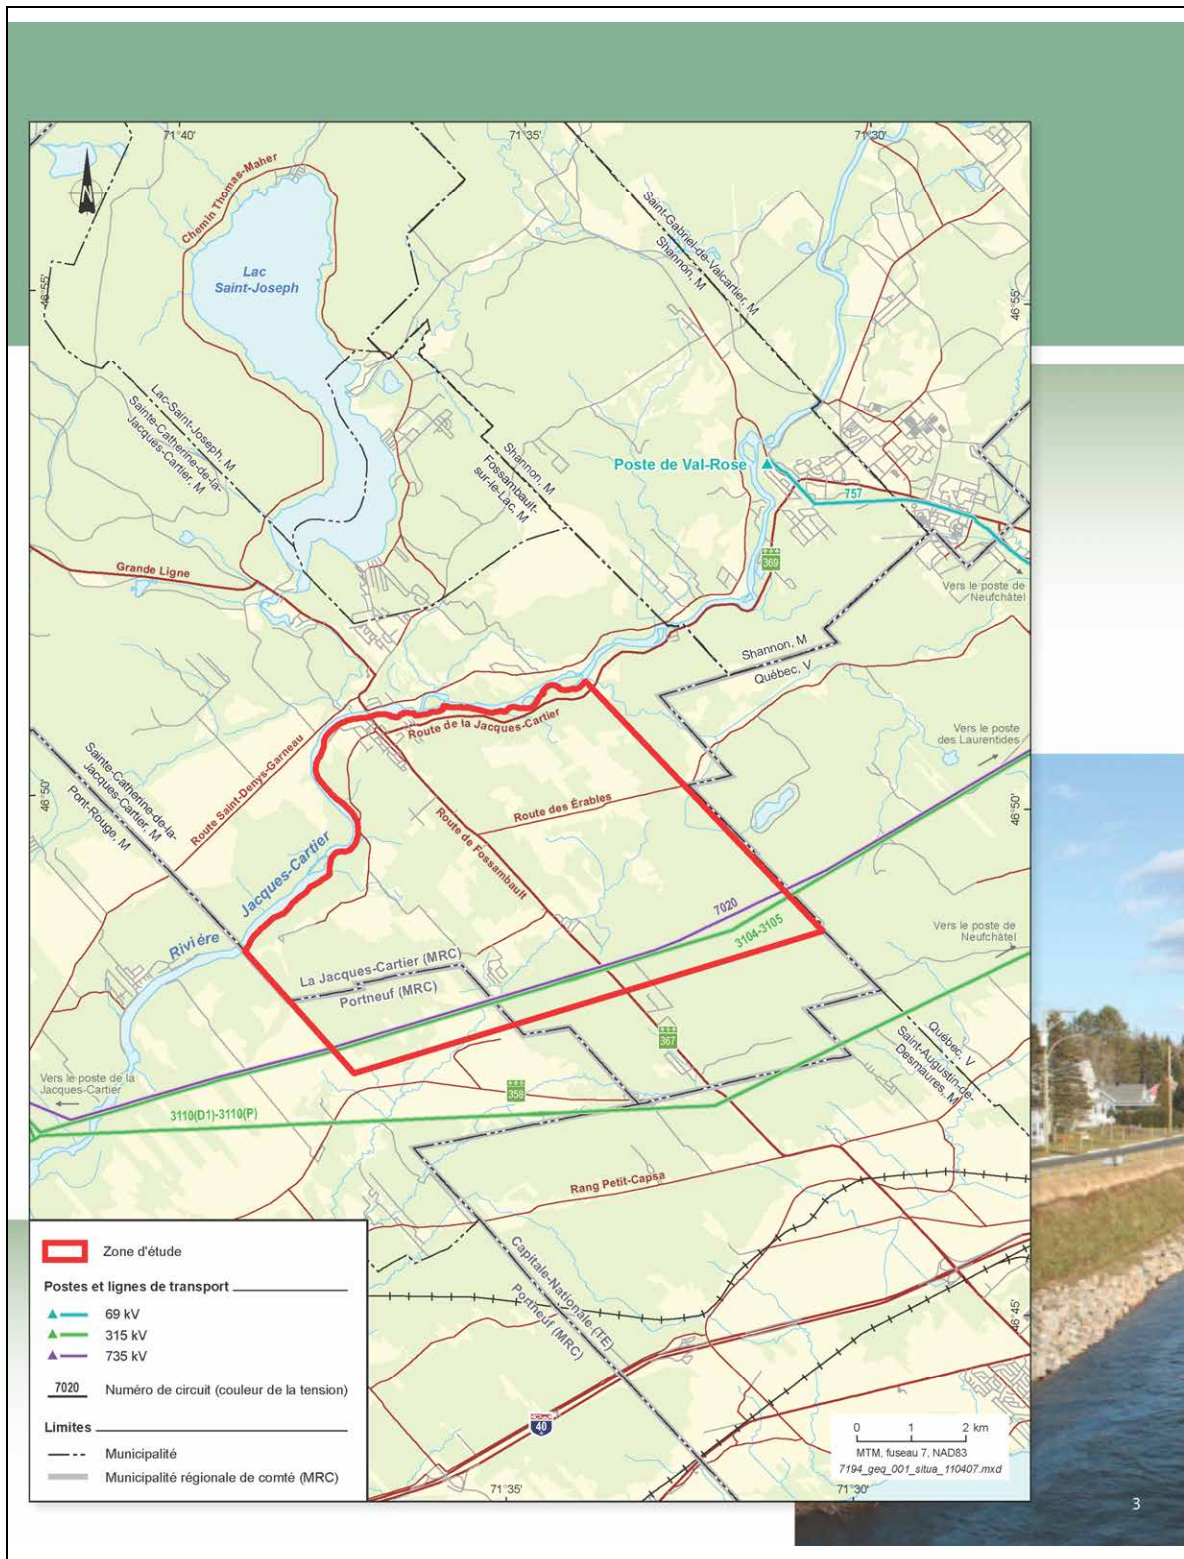 71°40'
71°35'
71°30'
Chemin Thomas-Maher
N
Lac
Saint-Joseph
46°55'
46°55'
Saint-Gabriel-de-Valcartier, M
Shannon, M
Lac-Saint-Joseph, M
Sainte-Catherine-de-la-
Jacques-Cartier, M
Shannon, M
Fossambault-
sur-le-Lac, M
Poste de Val-Rose
757
Grande Ligne
369
Vers le poste de
Neufchâtel
Shannon, M
Québec, V
Route de la Jacques-Cartier
Vers le poste
des Laurentides
Sainte-Catherine-de-la-
Jacques-Cartier, M
Pont-Rouge, M
Route Saint-Denys-Garneau
46°50'
46°50'
Route des Érables
Route de Fossambault
Rivière Jacques-Cartier
7020
3104-3105
Vers le poste de
Neufchâtel
La Jacques-Cartier (MRC)
Portneuf (MRC)
367
Québec, V
Saint-Augustin-de-
Desmaures, M
Vers le poste de la
Jacques-Cartier
358
3110(D1)-3110(P)
Rang Petit-Capsa
Capitale-Nationale (TE)
Portneuf (MRC)
46°45'
40
Zone d'étude
Postes et lignes de transport
69 kV
315 kV
735 kV
7020 Numéro de circuit (couleur de la tension)
Limites
Municipalité
Municipalité régionale de comté (MRC)
0 1 2 km
MTM, fuseau 7, NAD83
7194_geq_001_situa_110407.mxd
71°35'
71°30'
3